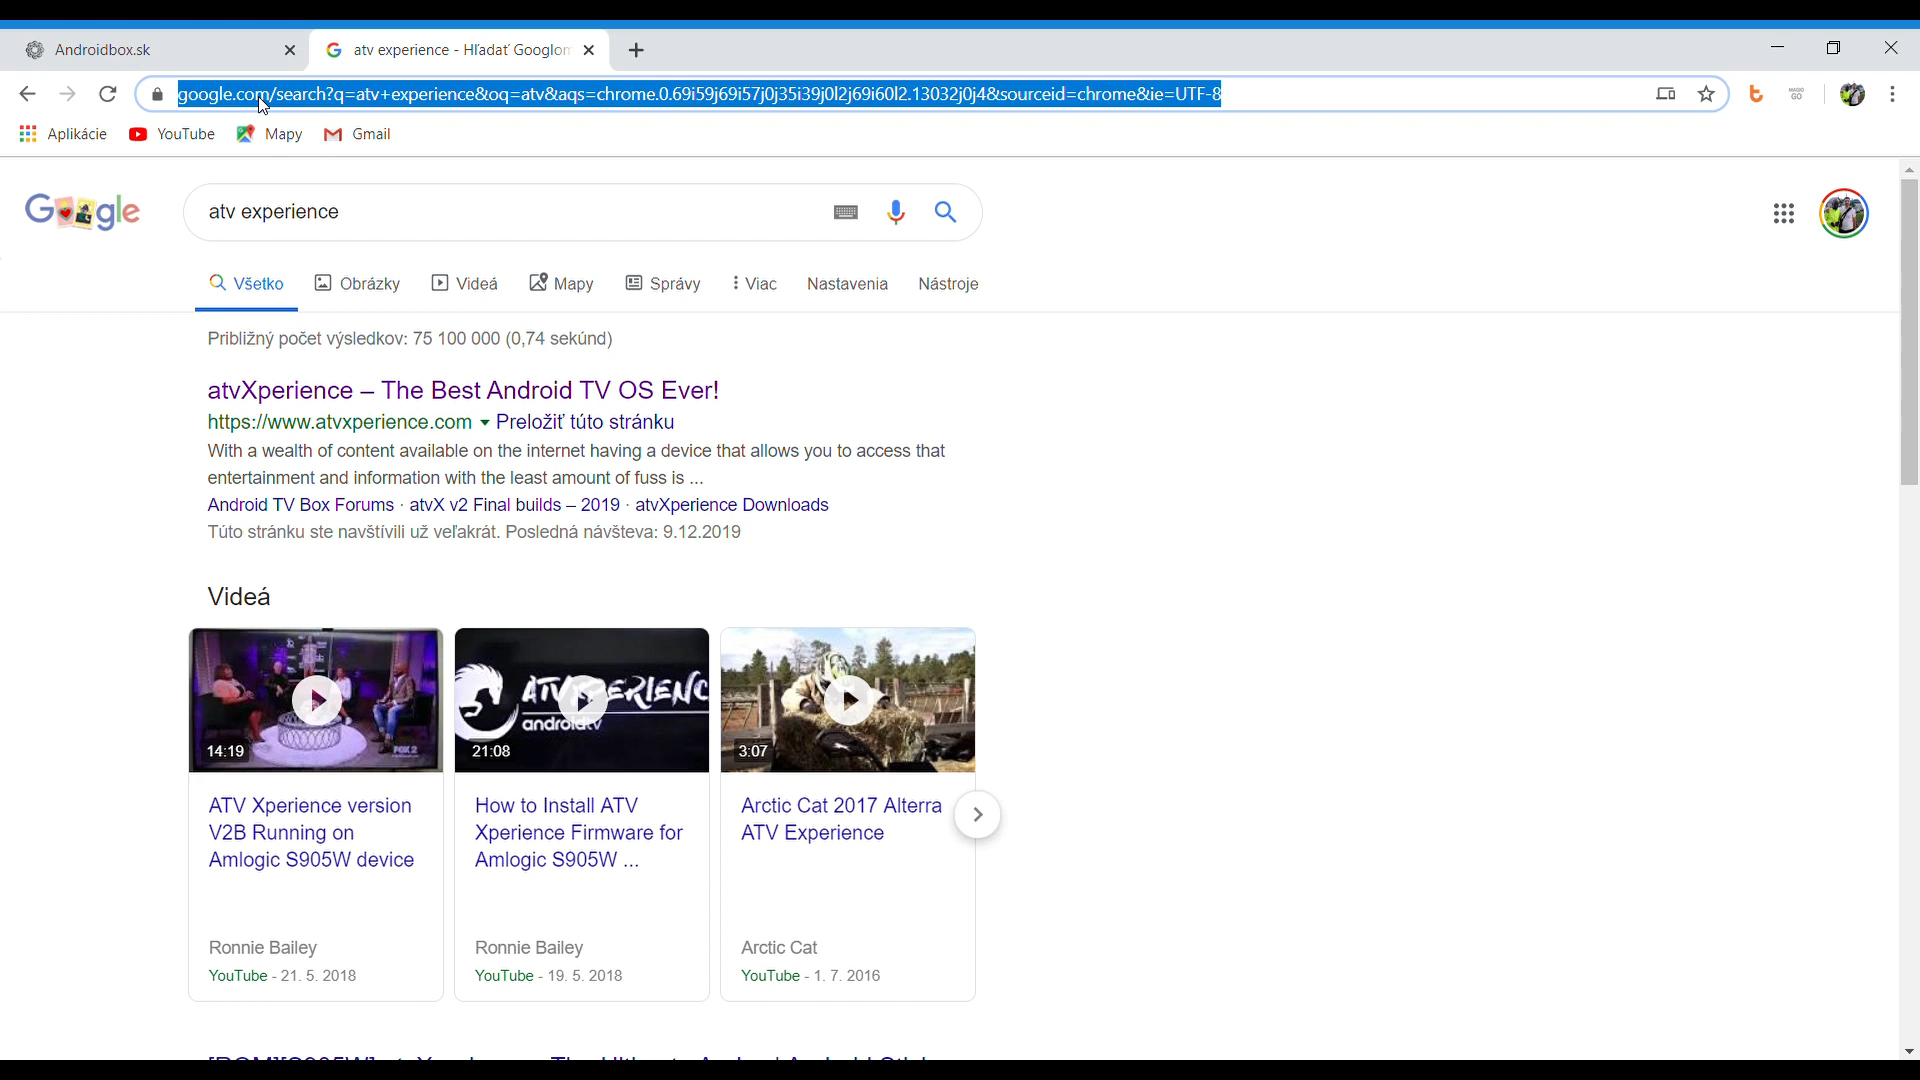 Androidbox.sk
atv experience - Hľadať Googlom
google.com/search?q=atv+experience&oq=atv&aqs=chrome.0.69i59j69i57j0j35i39j0l2j69i60l2.13032j0j4&sourceid=chrome&ie=UTF-8
Aplikácie YouTube Mapy Gmail
Google
atv experience
Všetko Obrázky Videá Mapy Správy Viac Nastavenia Nástroje
Približný počet výsledkov: 75 100 000 (0,74 sekúnd)
atvXperience – The Best Android TV OS Ever!
https://www.atvxperience.com Preložiť túto stránku
With a wealth of content available on the internet having a device that allows you to access that
entertainment and information with the least amount of fuss is ...
Android TV Box Forums · atvX v2 Final builds – 2019 · atvXperience Downloads
Túto stránku ste navštívili už veľakrát. Posledná návšteva: 9.12.2019
Videá
14:19
FOX 2
ATV Xperience version
V2B Running on
Amlogic S905W device
Ronnie Bailey
YouTube - 21. 5. 2018
androidtv
21:08
How to Install ATV
Xperience Firmware for
Amlogic S905W ...
Ronnie Bailey
YouTube - 19. 5. 2018
3:07
Arctic Cat 2017 Alterra
ATV Experience
Arctic Cat
YouTube - 1. 7. 2016